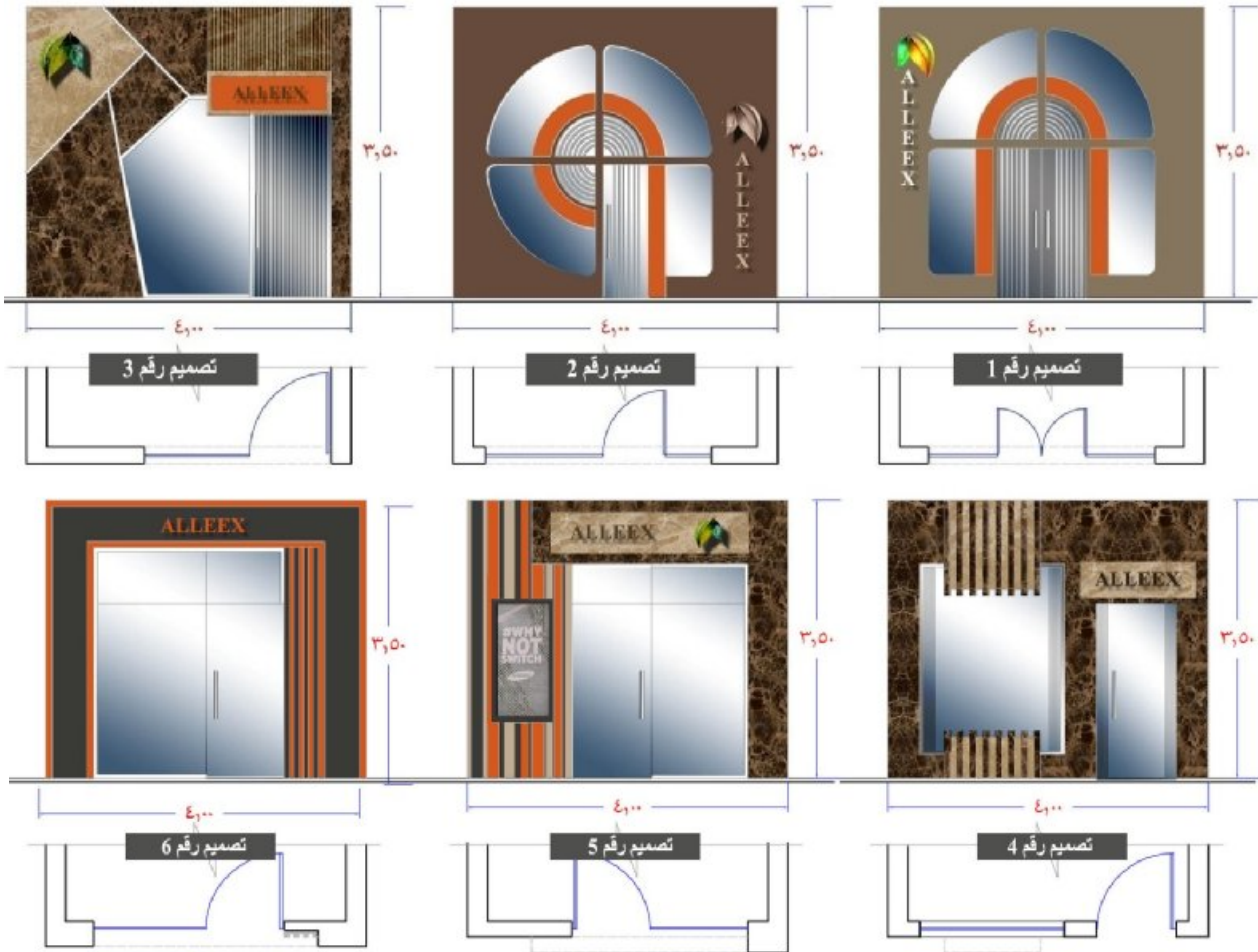 ALLEEX
٣,٥٠
٤,٠٠
تصميم رقم 1
ALLEEX
٣,٥٠
٤,٠٠
تصميم رقم 2
ALLEEX
٣,٥٠
٤,٠٠
تصميم رقم 3
ALLEEX
٣,٥٠
٤,٠٠
تصميم رقم 4
ALLEEX
#WHY
NOT
SWITCH
٣,٥٠
٤,٠٠
تصميم رقم 5
ALLEEX
٣,٥٠
٤,٠٠
تصميم رقم 6